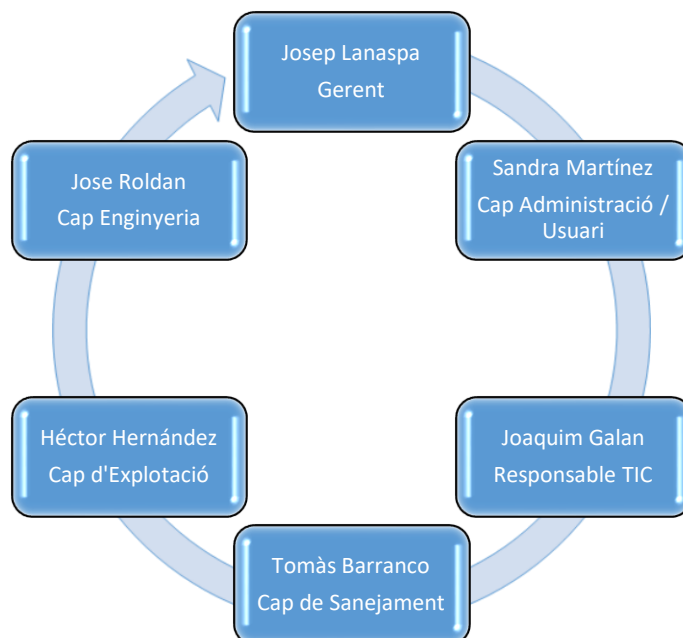 Josep Lanaspa
Gerent
Sandra Martínez
Cap Administració /
Usuari
Joaquim Galan
Responsable TIC
Tomàs Barranco
Cap de Sanejament
Héctor Hernández
Cap d'Explotació
Jose Roldan
Cap Enginyeria